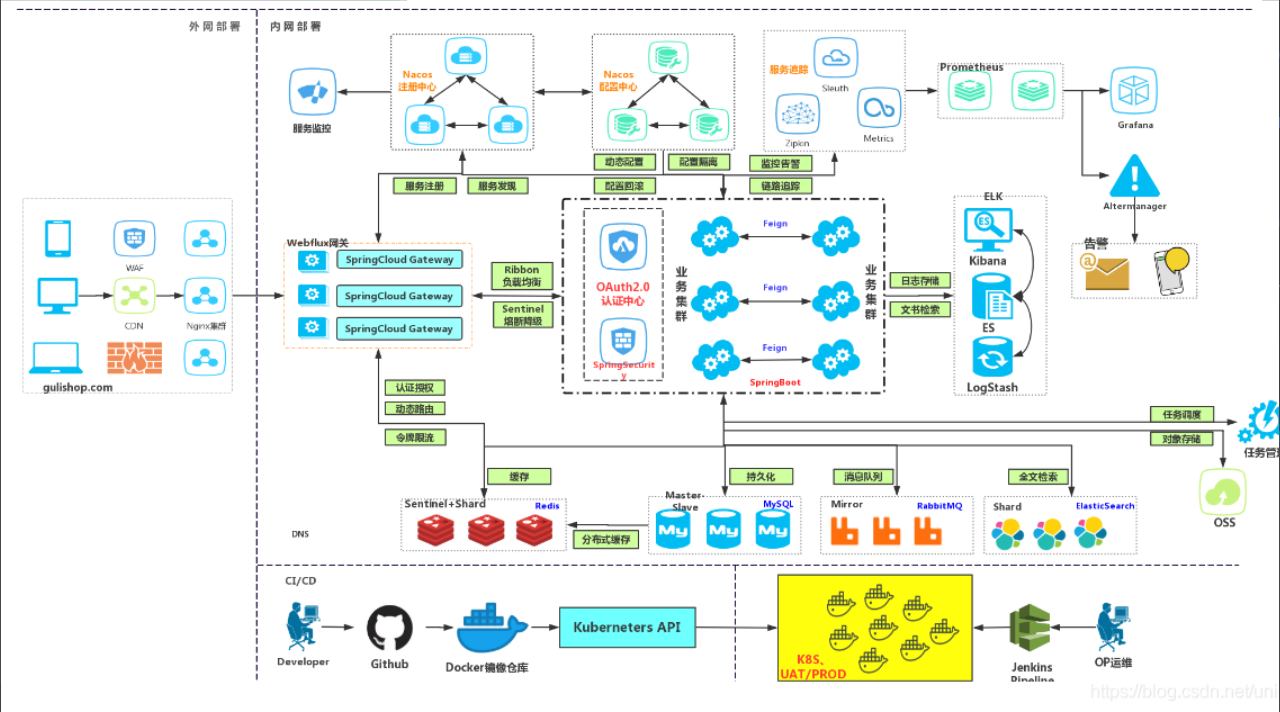 外网部署
内网部署
服务监控
Nacos
注册中心
Nacos
配置中心
服务追踪
Sleuth
Zipion
Metrics
Prometheus
Grafana
Altermanager
告警
服务注册
服务发现
动态配置
配置隔离
配置回滚
监控告警
链路追踪
WAF
CDN
Nginx集群
gulishop.com
Webflux网关
SpringCloud Gateway
SpringCloud Gateway
SpringCloud Gateway
Ribbon
负载均衡
Sentinel
熔断降级
OAuth2.0
认证中心
SpringSecurit
y
业务集群
Feign
Feign
Feign
业务集群
SpringBoot
日志存储
文书检索
ELK
Kibana
ES
LogStash
认证授权
动态路由
令牌限流
任务调度
对象存储
任务管
OSS
缓存
持久化
消息队列
全文检索
Sentinel+Shard
Redis
分布式缓存
Master-
Slave
MySQL
My
My
My
Mirror
RabbitMQ
Shard
ElasticSearch
DNS
CI/CD
Developer
Github
Docker镜像仓库
Kuberneters API
K8S、
UAT/PROD
Jenkins
Pipeline
OP运维
https://blog.csdn.net/uni